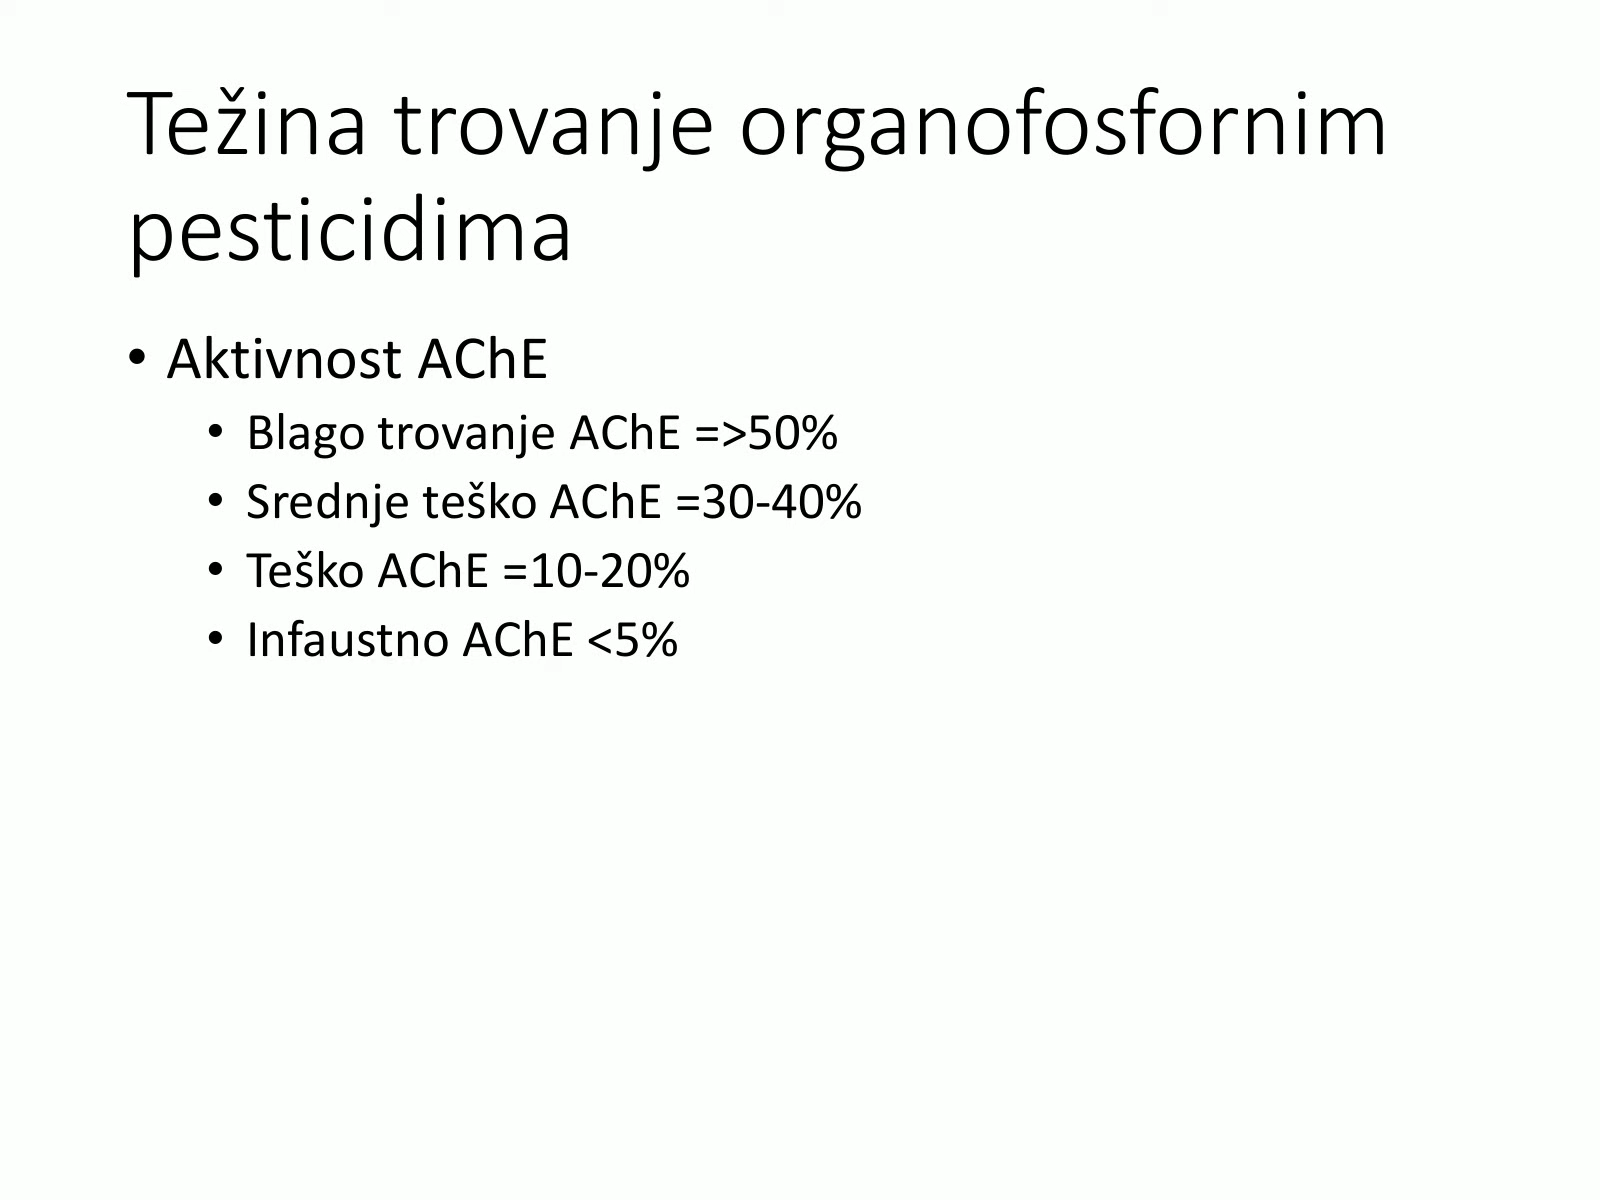 Težina trovanje organofosfornim
pesticidima
• Aktivnost AChE
• Blago trovanje AChE =>50%
• Srednje teško AChE =30-40%
• Teško AChE =10-20%
• Infaustno AChE <5%